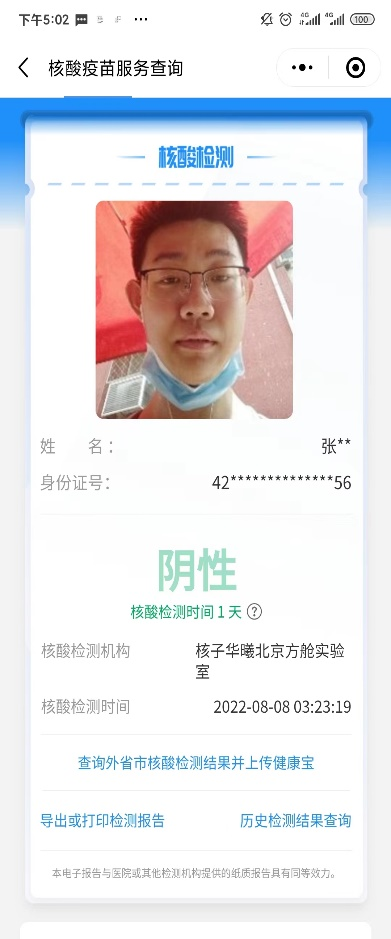 下午5:02
4G 4G 100
核酸疫苗服务查询
核酸检测
姓 名： 张**
身份证号： 42**************56
阴性
核酸检测时间 1 天 ?
核酸检测机构 核子华曦北京方舱实验
室
核酸检测时间 2022-08-08 03:23:19
查询外省市核酸检测结果并上传健康宝
导出或打印检测报告 历史检测结果查询
本电子报告与医院或其他检测机构提供的纸质报告具有同等效力。